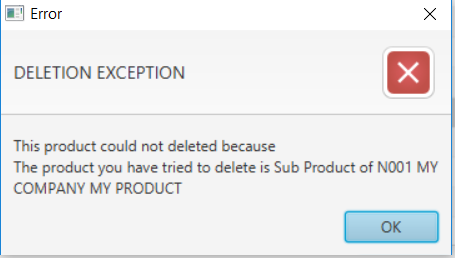 Error
DELETION EXCEPTION
This product could not deleted because
The product you have tried to delete is Sub Product of N001 MY
COMPANY MY PRODUCT
OK